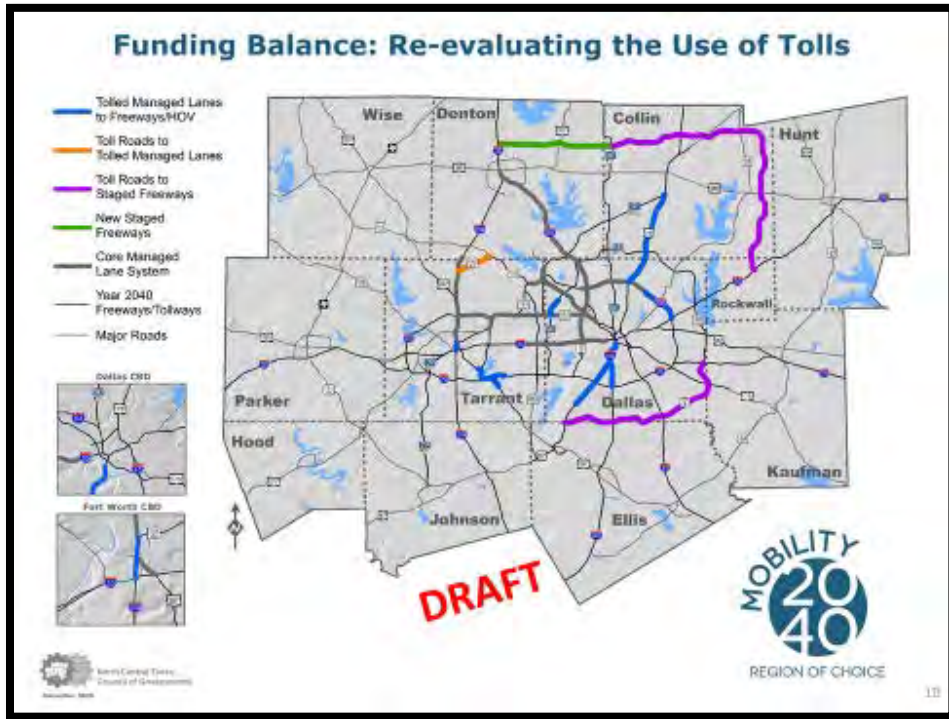 Funding Balance: Re-evaluating the Use of Tolls
Tolled Managed Lanes
to Freeways/HOV
Toll Roads to
Tolled Managed Lanes
Toll Roads to
Staged Freeways
New Staged
Freeways
Core Managed
Lane System
Year 2040
Freeways/Tollways
Major Roads
Dallas CBD
Fort Worth CBD
Wise
Denton
Collin
Hunt
Rockwall
Parker
Tarrant
Dallas
Hood
Kaufman
Johnson
Ellis
DRAFT
MOBILITY
20
40
REGION OF CHOICE
North Central Texas
Council of Governments